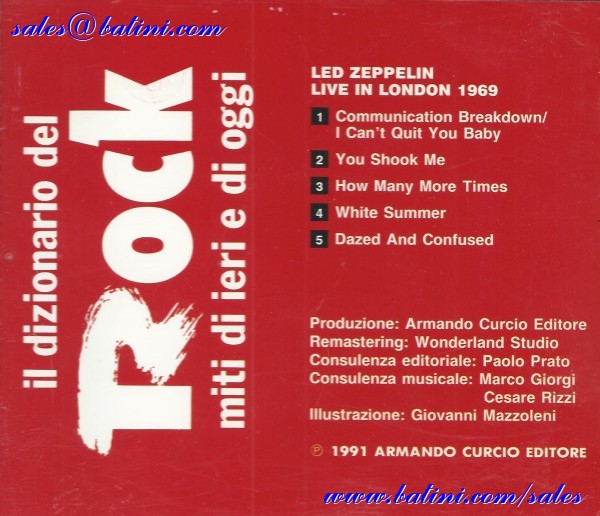 sales@batini.com
il dizionario del
Rock
miti di ieri e di oggi
LED ZEPPELIN
LIVE IN LONDON 1969
1 Communication Breakdown/
I Can't Quit You Baby
2 You Shook Me
3 How Many More Times
4 White Summer
5 Dazed And Confused
Produzione: Armando Curcio Editore
Remastering: Wonderland Studio
Consulenza editoriale: Paolo Prato
Consulenza musicale: Marco Giorgi
Cesare Rizzi
Illustrazione: Giovanni Mazzoleni
℗ 1991 ARMANDO CURCIO EDITORE
www.batini.com/sales